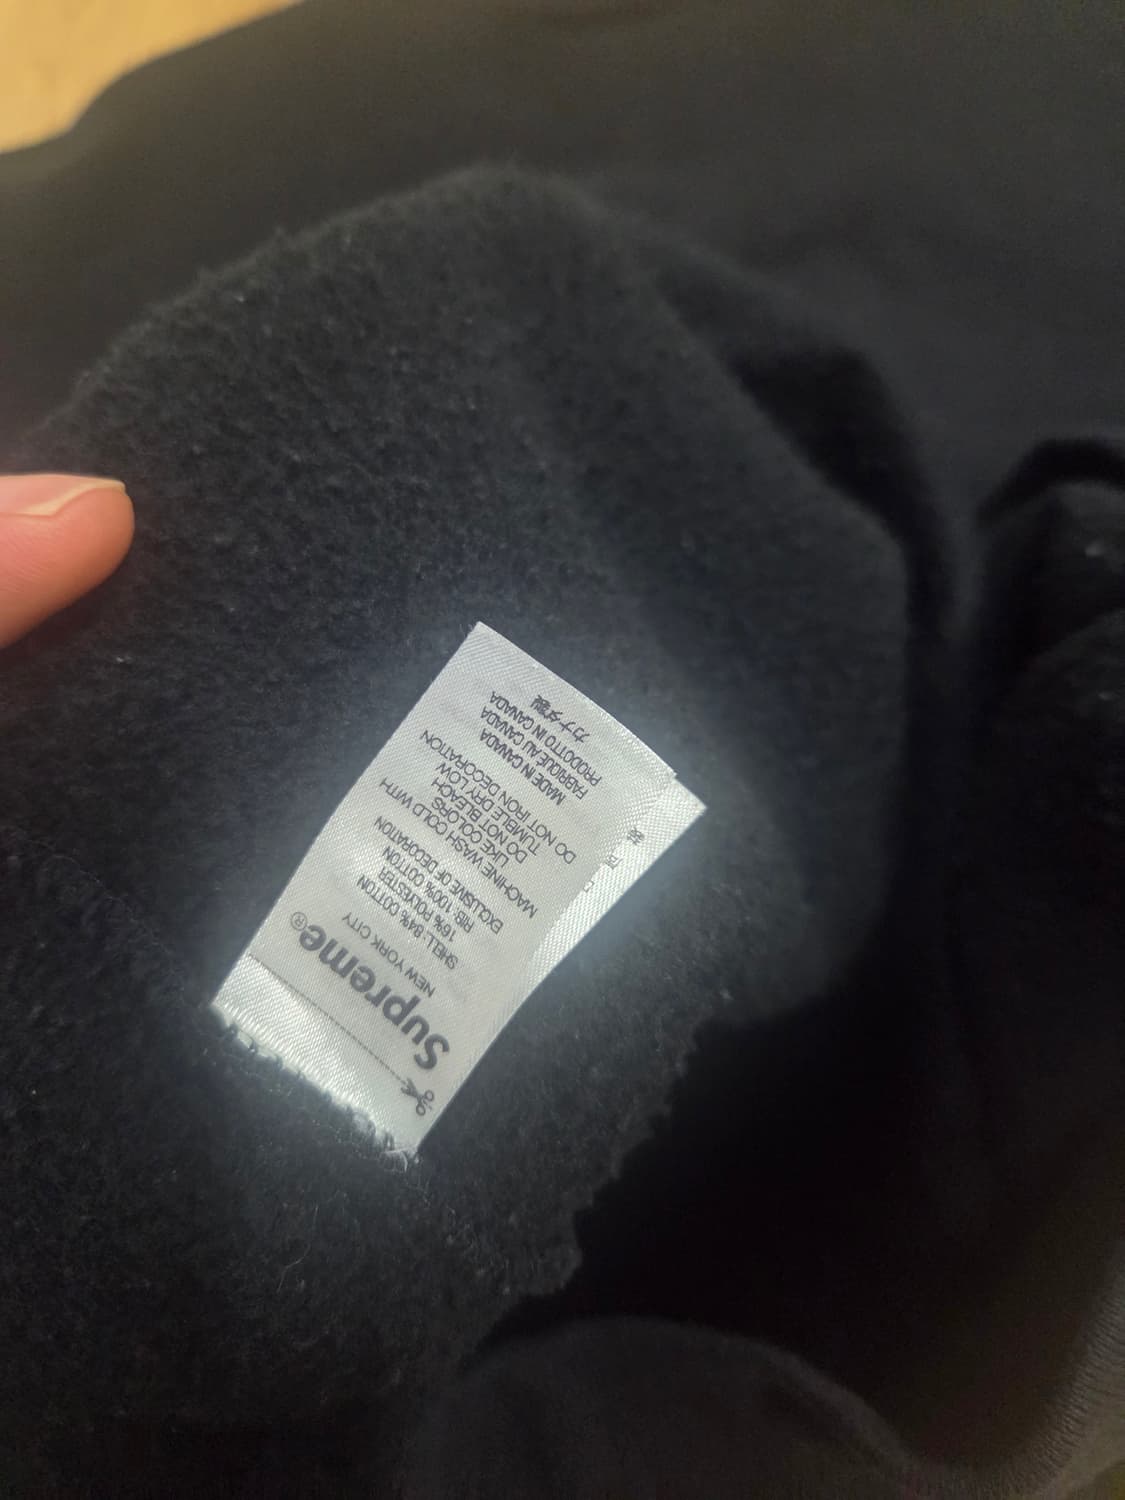 Supreme®
NEW YORK CITY
SHELL: 84% COTTON
16% POLYESTER
RIB: 100% COTTON
EXCLUSIVE OF DECORATION
MACHINE WASH COLD WITH
LIKE COLORS
DO NOT BLEACH
TUMBLE DRY LOW
DO NOT IRON DECORATION
MADE IN CANADA
FABRIQUE AU CANADA
PRODOTTO IN CANADA
カナダ製